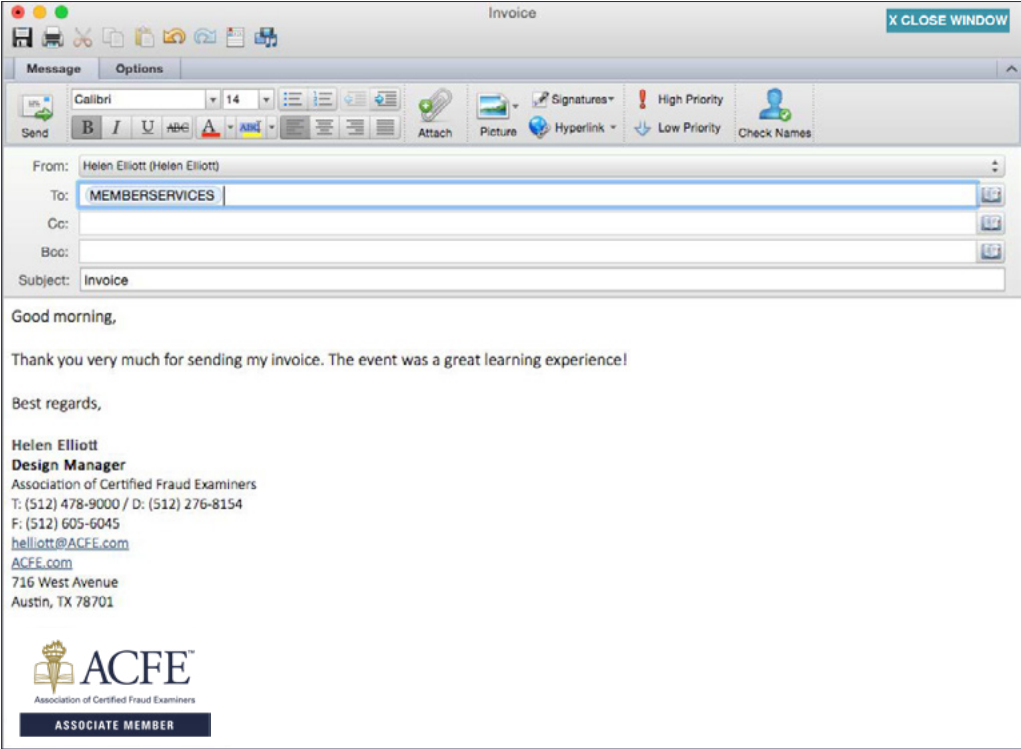 Invoice
X CLOSE WINDOW
Message Options
Calibri 14 Signatures High Priority
Send B I U ABC A ABC Attach Picture Hyperlink Low Priority Check Names
From: Helen Elliott (Helen Elliott)
To: MEMBERSERVICES
Cc:
Bcc:
Subject: Invoice
Good morning,
Thank you very much for sending my invoice. The event was a great learning experience!
Best regards,
Helen Elliott
Design Manager
Association of Certified Fraud Examiners
T: (512) 478-9000 / D: (512) 276-8154
F: (512) 605-6045
helliott@ACFE.com
ACFE.com
716 West Avenue
Austin, TX 78701
ACFE™
Association of Certified Fraud Examiners
ASSOCIATE MEMBER